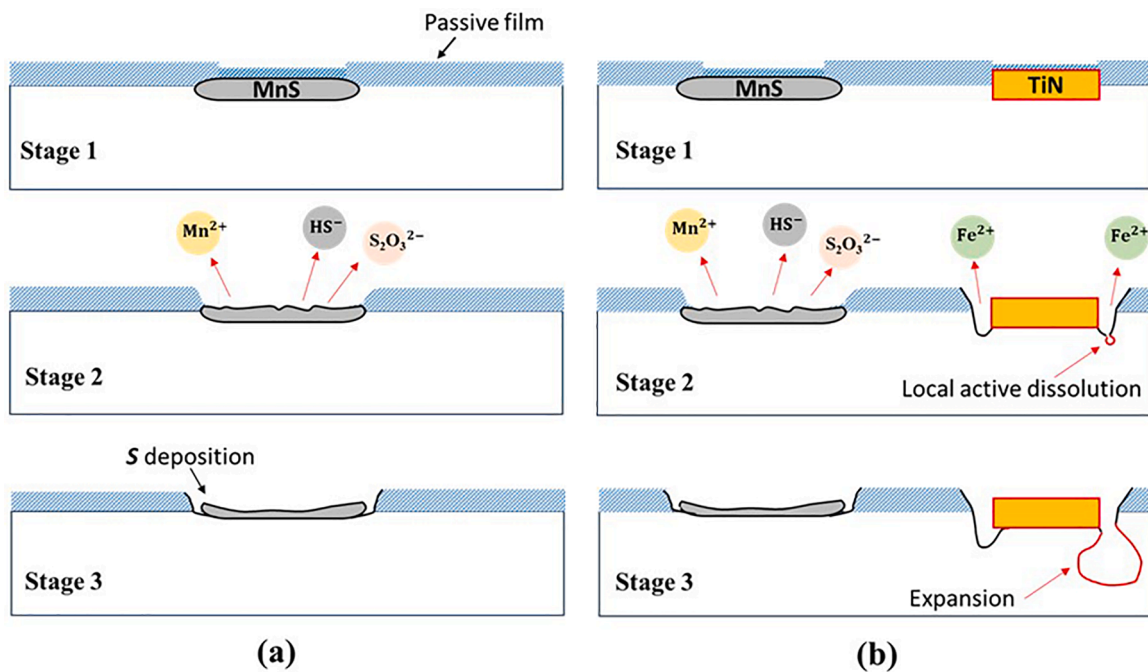 Passive film
MnS
Stage 1
Mn²⁺
HS⁻
S₂O₃²⁻
Stage 2
S deposition
Stage 3
(a)
MnS
TiN
Stage 1
Mn²⁺
HS⁻
S₂O₃²⁻
Fe²⁺
Fe²⁺
Stage 2
Local active dissolution
Stage 3
Expansion
(b)